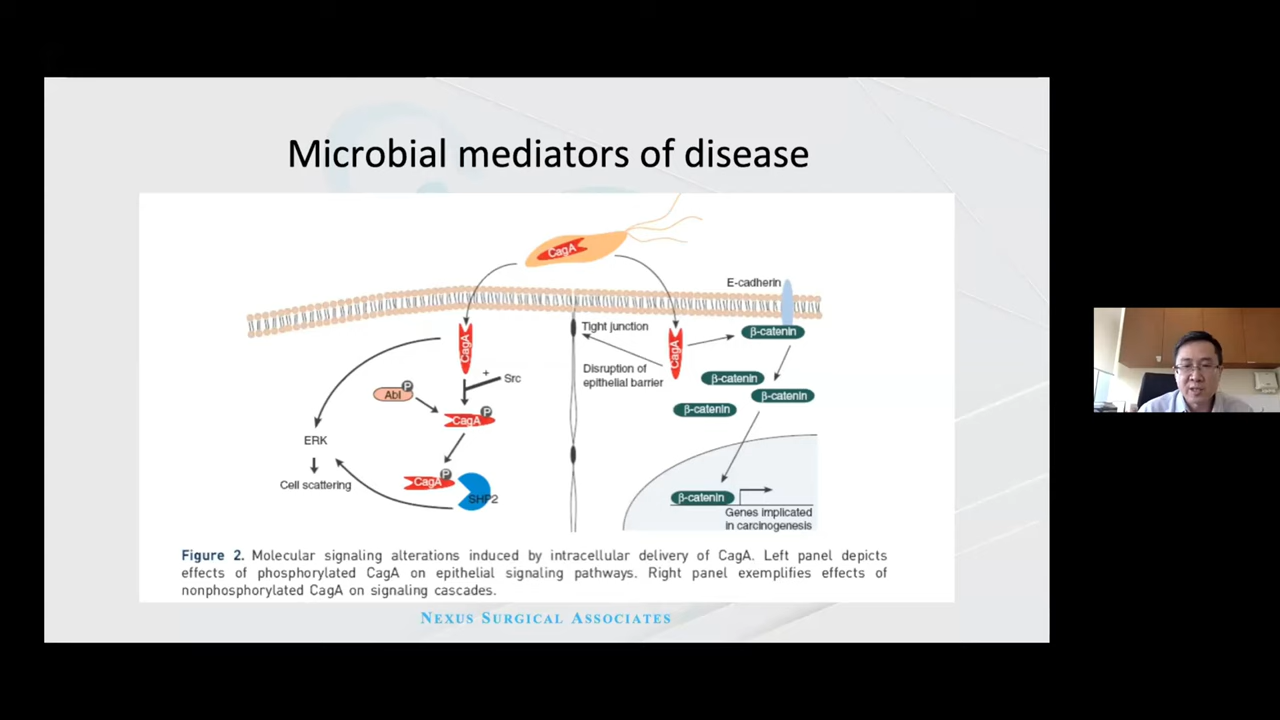 Microbial mediators of disease
CagA
E-cadherin
Tight junction
β-catenin
CagA
CagA
Disruption of
epithelial barrier
+
Src
β-catenin
Abl
P
β-catenin
P
CagA
β-catenin
ERK
P
CagA
Cell scattering
SHP2
β-catenin
Genes implicated
in carcinogenesis
Figure 2. Molecular signaling alterations induced by intracellular delivery of CagA. Left panel depicts
effects of phosphorylated CagA on epithelial signaling pathways. Right panel exemplifies effects of
nonphosphorylated CagA on signaling cascades.
NEXUS SURGICAL ASSOCIATES